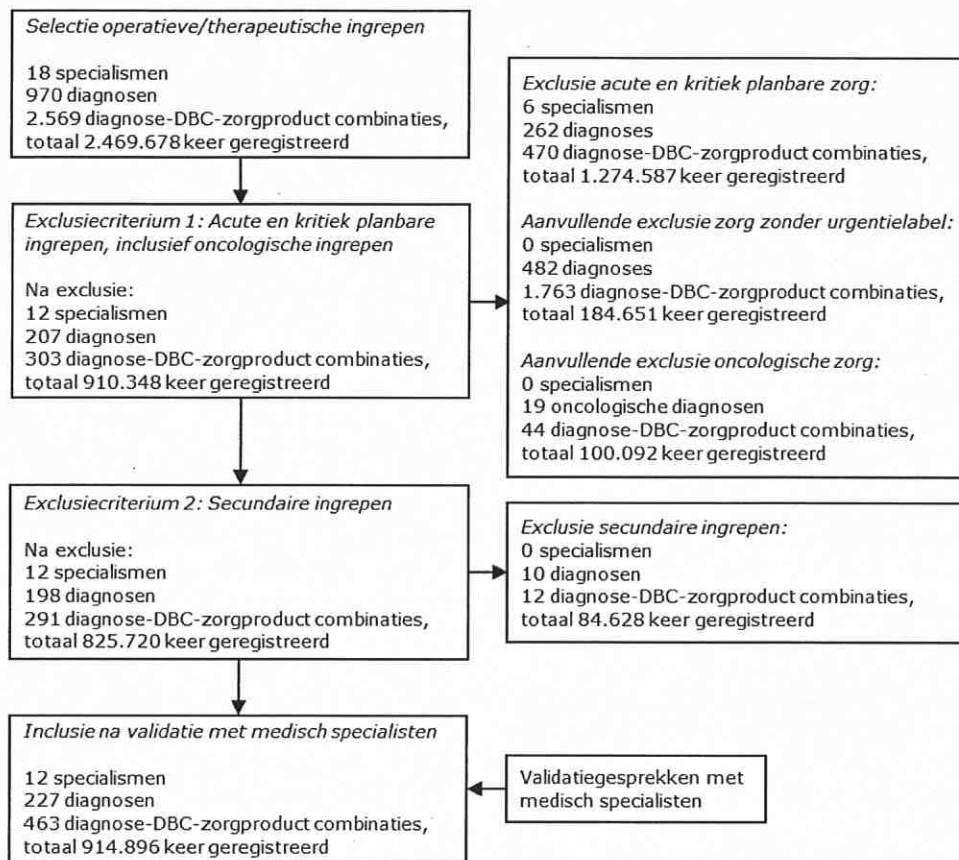 Selectie operatieve/therapeutische ingrepen
18 specialismen
970 diagnosen
2.569 diagnose-DBC-zorgproduct combinaties,
totaal 2.469.678 keer geregistreerd
Exclusiecriterium 1: Acute en kritiek planbare
ingrepen, inclusief oncologische ingrepen
Na exclusie:
12 specialismen
207 diagnosen
303 diagnose-DBC-zorgproduct combinaties,
totaal 910.348 keer geregistreerd
Exclusie acute en kritiek planbare zorg:
6 specialismen
262 diagnoses
470 diagnose-DBC-zorgproduct combinaties,
totaal 1.274.587 keer geregistreerd
Aanvullende exclusie zorg zonder urgentielabel:
0 specialismen
482 diagnoses
1.763 diagnose-DBC-zorgproduct combinaties,
totaal 184.651 keer geregistreerd
Aanvullende exclusie oncologische zorg:
0 specialismen
19 oncologische diagnosen
44 diagnose-DBC-zorgproduct combinaties,
totaal 100.092 keer geregistreerd
Exclusiecriterium 2: Secundaire ingrepen
Na exclusie:
12 specialismen
198 diagnosen
291 diagnose-DBC-zorgproduct combinaties,
totaal 825.720 keer geregistreerd
Exclusie secundaire ingrepen:
0 specialismen
10 diagnosen
12 diagnose-DBC-zorgproduct combinaties,
totaal 84.628 keer geregistreerd
Inclusie na validatie met medisch specialisten
12 specialismen
227 diagnosen
463 diagnose-DBC-zorgproduct combinaties,
totaal 914.896 keer geregistreerd
Validatiegesprekken met
medisch specialisten